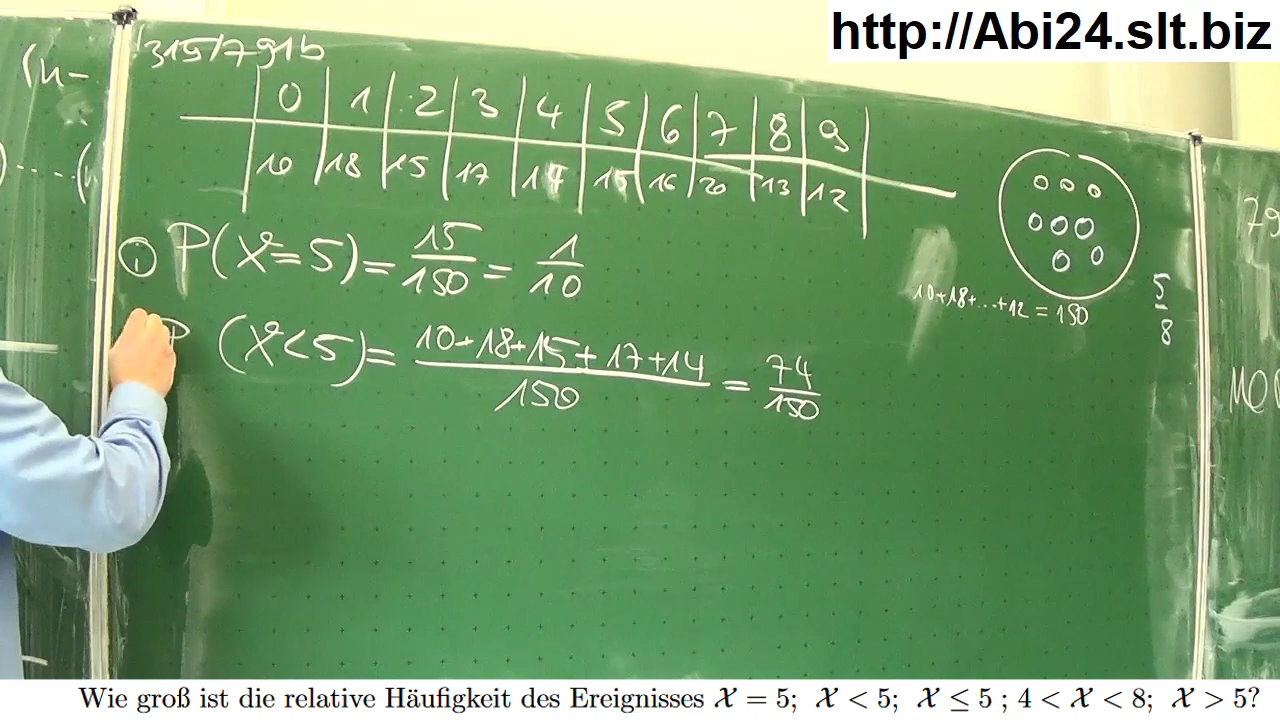 http://Abi24.slt.biz
315/791b
(n-
0 1 2 3 4 5 6 7 8 9
10 18 15 17 14 15 16 20 13 12
)·····(
① P(X=5)= 15/150 = 1/10
10+18+...+12 = 150
5/8
P (X<5)= 10+18+15+17+14/150 = 74/150
Wie groß ist die relative Häufigkeit des Ereignisses 𝒳 = 5; 𝒳 < 5; 𝒳 ≤ 5 ; 4 < 𝒳 < 8; 𝒳 > 5?